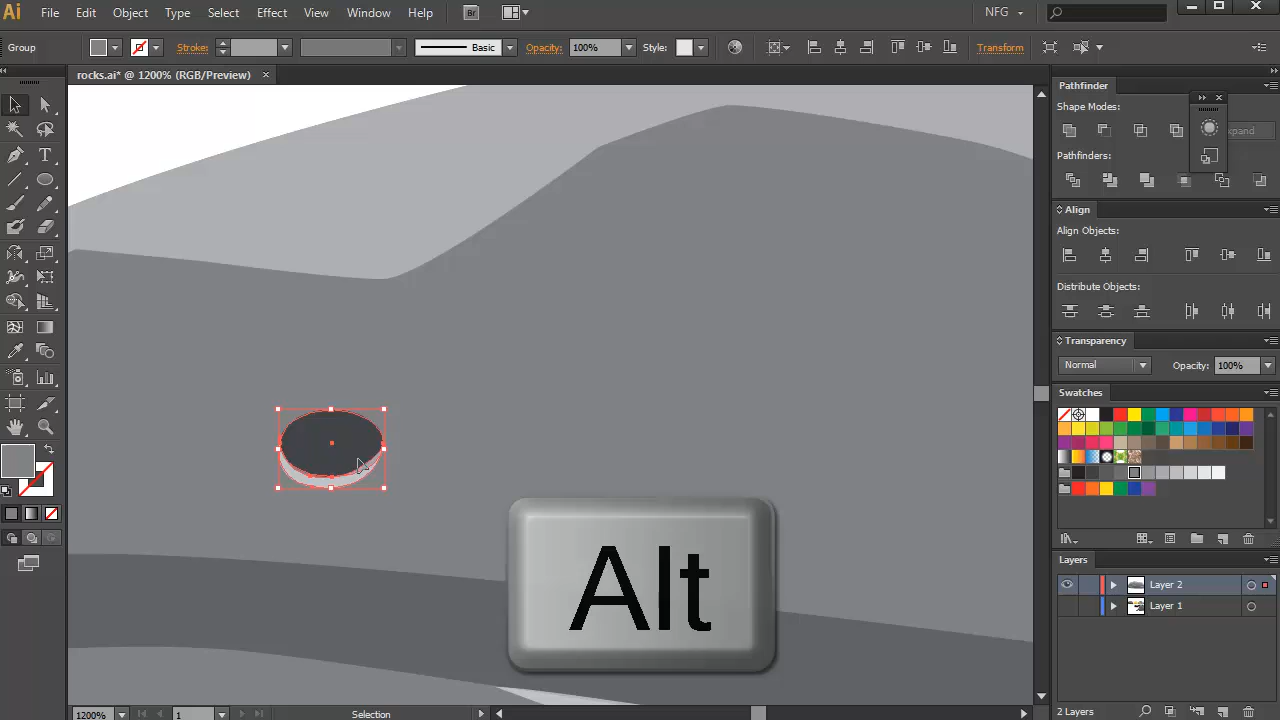 Ai File Edit Object Type Select Effect View Window Help Br NFG
Group Stroke: Basic Opacity: 100% Style: Transform
rocks.ai* @ 1200% (RGB/Preview) ×
Pathfinder
Shape Modes:
Pathfinders:
Align
Align Objects:
Distribute Objects:
Transparency
Normal Opacity: 100%
Swatches
Alt
Layers
Layer 2
Layer 1
1200% 1 Selection 2 Layers